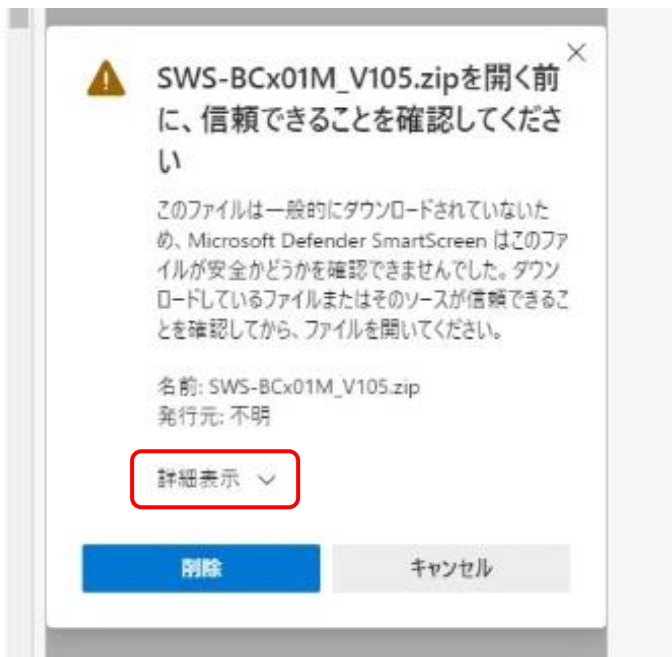 SWS-BCx01M_V105.zipを開く前
に、信頼できることを確認してくださ
い
このファイルは一般的にダウンロードされていないた
め、Microsoft Defender SmartScreen はこのファ
イルが安全かどうかを確認できませんでした。ダウン
ロードしているファイルまたはそのソースが信頼できるこ
とを確認してから、ファイルを開いてください。
名前: SWS-BCx01M_V105.zip
発行元: 不明
詳細表示
削除
キャンセル